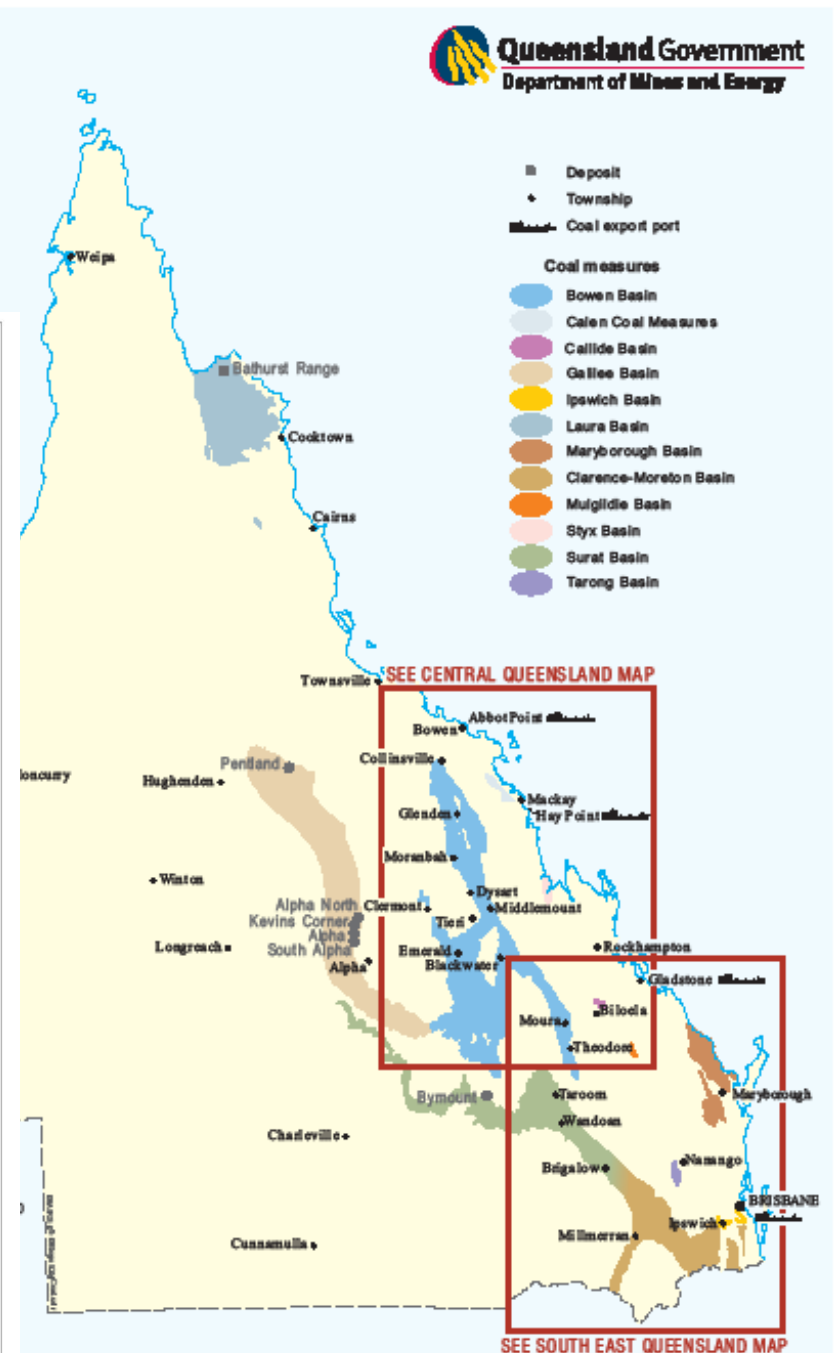 Queensland Government
Department of Mines and Energy
Deposit
Township
Coal export port
Coal measures
Bowen Basin
Calen Coal Measures
Callide Basin
Galilee Basin
Ipswich Basin
Laura Basin
Maryborough Basin
Clarence-Moreton Basin
Mulgildie Basin
Styx Basin
Surat Basin
Tarong Basin
Weipa
Bathurst Range
Cooktown
Cairns
SEE CENTRAL QUEENSLAND MAP
Townsville
Abbot Point
Bowen
Collinsville
Pentland
Hughenden
loncurry
Mackay
Hay Point
Glenden
Moranbah
Winton
Dysart
Clermont
Middlemount
Alpha North
Kevins Corner
Alpha
South Alpha
Tieri
Longreach
Emerald
Rockhampton
Blackwater
Alpha
Gladstone
Biloela
Moura
Theodore
Bymount
Taroom
Maryborough
Wandoan
Charleville
Brigalow
Nanango
BRISBANE
Ipswich
Millmerran
Cunnamulla
SEE SOUTH EAST QUEENSLAND MAP